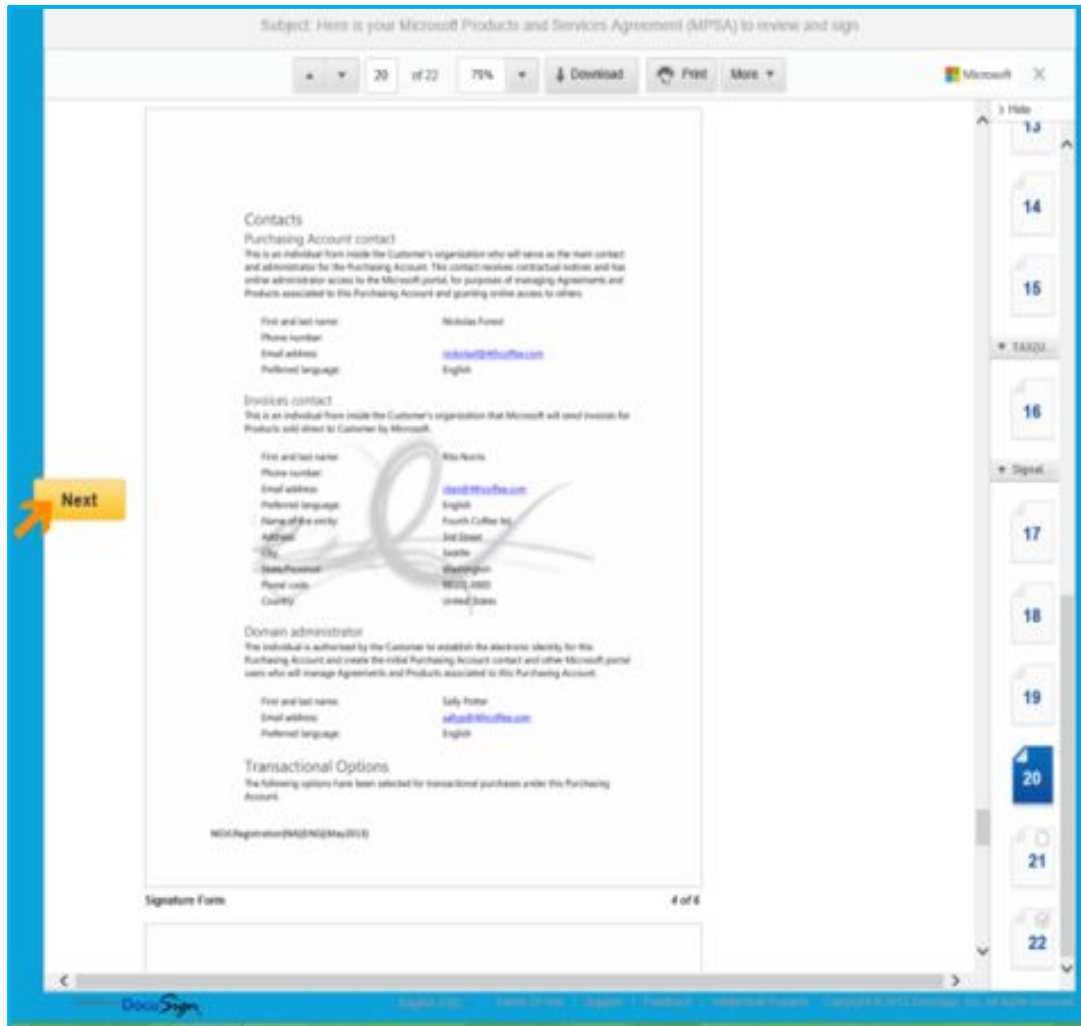 Subject: Here is your Microsoft Products and Services Agreement (MPSA) to review and sign
20 of 22 75% Download Print More Microsoft
Hide
13
14
15
16
Signat...
17
18
19
20
21
22
Next
Contacts
Purchasing Account contact
This is an individual from inside the Customer's organization who will serve as the main contact
and administrator for the Purchasing Account. This contact receives contractual notices and has
online administrator access to the Microsoft portal, for purposes of managing Agreements and
Products associated to this Purchasing Account and granting online access to others.
First and last name: Nickolas Forest
Phone number:
Email address:
Preferred language: English
Invoices contact
This is an individual from inside the Customer's organization that Microsoft will send invoices for
Products sold direct to Customer by Microsoft.
First and last name: Rita Norris
Phone number:
Email address:
Preferred language: English
Name of the entity: Fourth Coffee
Address: 3rd Street
City: Seattle
State/Province: Washington
Postal code:
Country: United States
Domain administrator
This individual is authorized by the Customer to establish the electronic identity for this
Purchasing Account and create the initial Purchasing Account contact and other Microsoft portal
users who will manage Agreements and Products associated to this Purchasing Account.
First and last name: Sally Potter
Email address:
Preferred language: English
Transactional Options
The following options have been selected for transactional purchases under this Purchasing
Account.
Signature Form 4 of 6
DocuSign